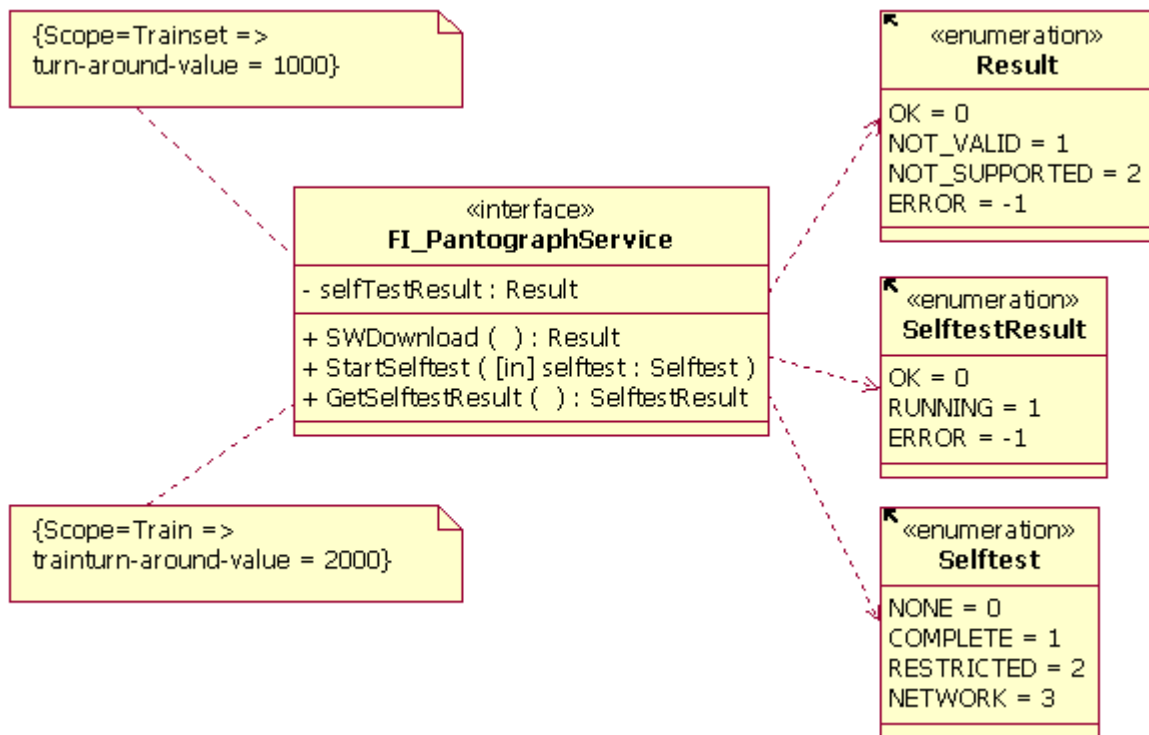 {Scope=Trainset =>
turn-around-value = 1000}
«interface»
FI_PantographService
- selfTestResult : Result
+ SWDownload (  ) : Result
+ StartSelftest ( [in] selftest : Selftest )
+ GetSelftestResult (  ) : SelftestResult
{Scope=Train =>
trainturn-around-value = 2000}
«enumeration»
Result
OK = 0
NOT_VALID = 1
NOT_SUPPORTED = 2
ERROR = -1
«enumeration»
SelftestResult
OK = 0
RUNNING = 1
ERROR = -1
«enumeration»
Selftest
NONE = 0
COMPLETE = 1
RESTRICTED = 2
NETWORK = 3